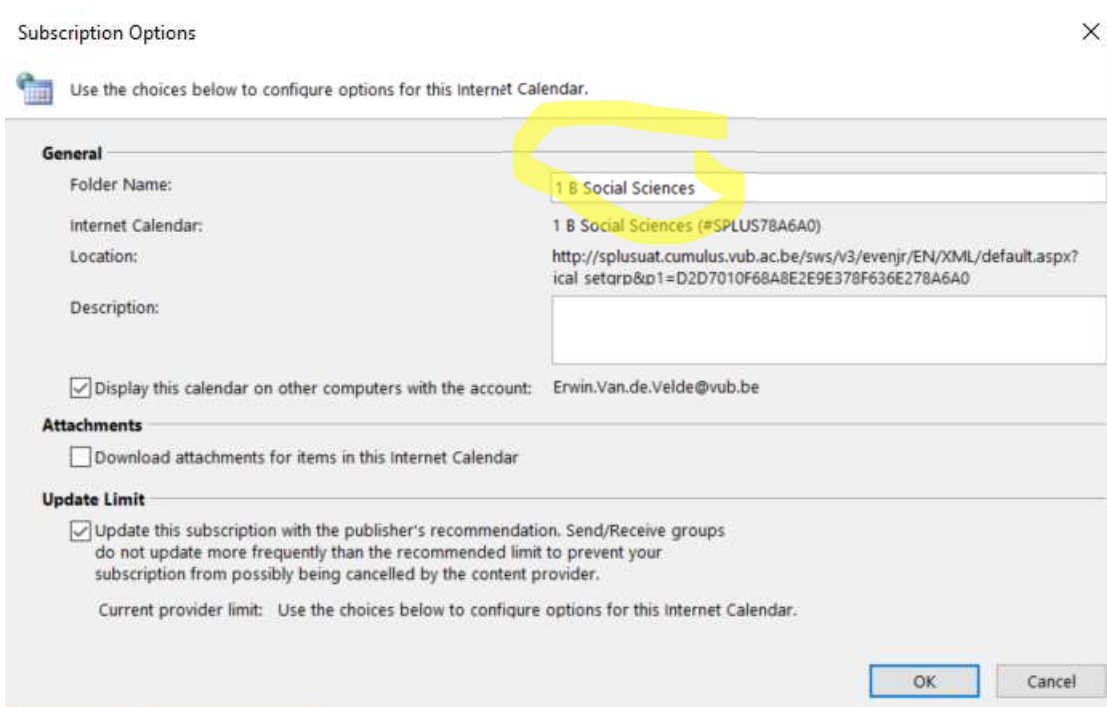 Subscription Options
Use the choices below to configure options for this Internet Calendar.
General
Folder Name:
1 B Social Sciences
Internet Calendar:
1 B Social Sciences (#SPLUS78A6A0)
Location:
http://splusuat.cumulus.vub.ac.be/sws/v3/evenjr/EN/XML/default.aspx?
ical_setgrp&p1=D2D7010F68A8E2E9E378F636E278A6A0
Description:
Display this calendar on other computers with the account:
Erwin.Van.de.Velde@vub.be
Attachments
Download attachments for items in this Internet Calendar
Update Limit
Update this subscription with the publisher's recommendation. Send/Receive groups
do not update more frequently than the recommended limit to prevent your
subscription from possibly being cancelled by the content provider.
Current provider limit: Use the choices below to configure options for this Internet Calendar.
OK
Cancel